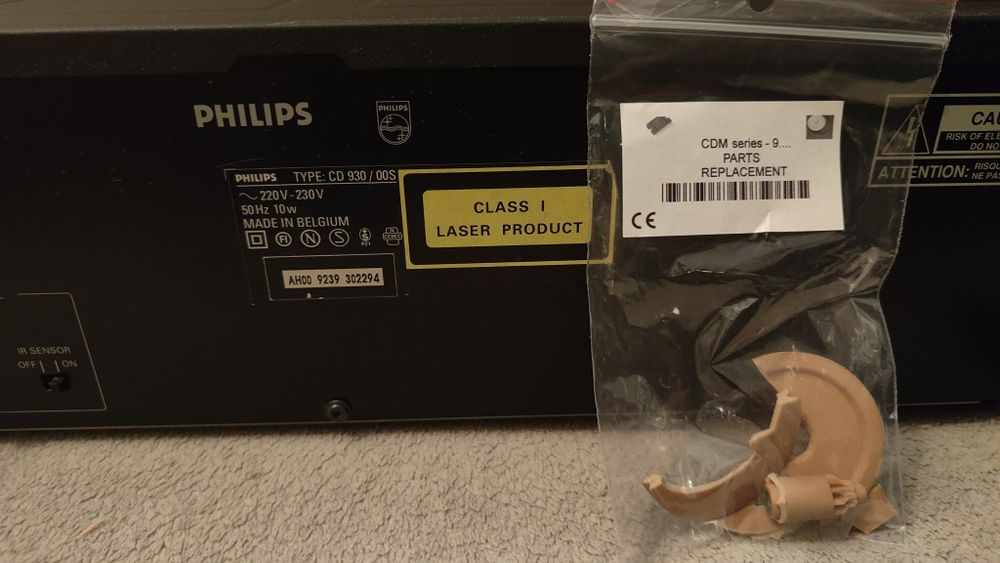 PHILIPS
PHILIPS
PHILIPS TYPE: CD 930 / 00S
220V - 230V
50Hz 10w
MADE IN BELGIUM
FI N S
AH00 9239 302294
CLASS I
LASER PRODUCT
IR SENSOR
OFF ON
CDM series - 9....
PARTS
REPLACEMENT
CE
CAU
RISK OF ELE
DO NO
ATTENTION: RISQU
NE PAS